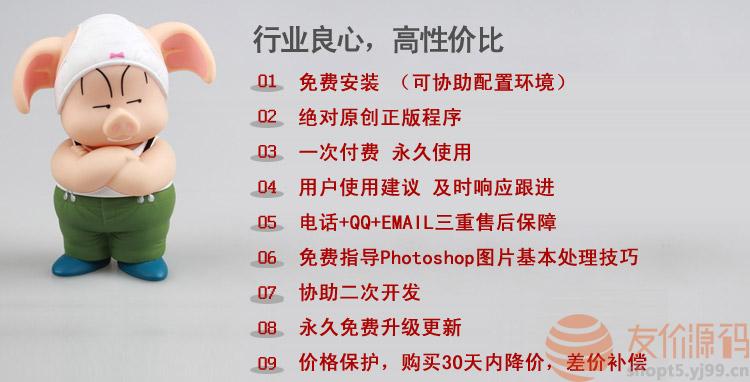 行业良心，高性价比
01 免费安装 （可协助配置环境）
02 绝对原创正版程序
03 一次付费 永久使用
04 用户使用建议 及时响应跟进
05 电话+QQ+EMAIL三重售后保障
06 免费指导Photoshop图片基本处理技巧
07 协助二次开发
08 永久免费升级更新
09 价格保护，购买30天内降价，差价补偿
友价源码
shopt5.yj99.cn